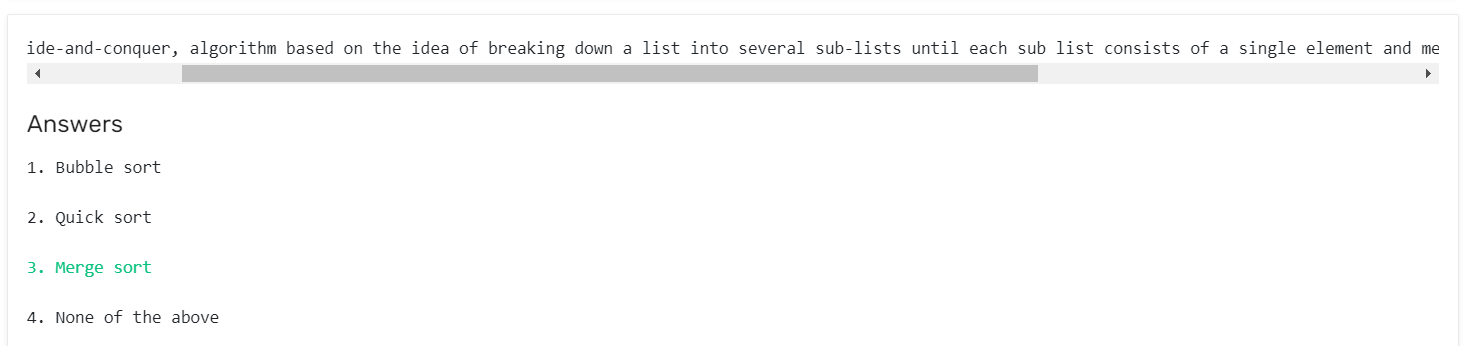 ide-and-conquer, algorithm based on the idea of breaking down a list into several sub-lists until each sub list consists of a single element and me
Answers
1. Bubble sort
2. Quick sort
3. Merge sort
4. None of the above